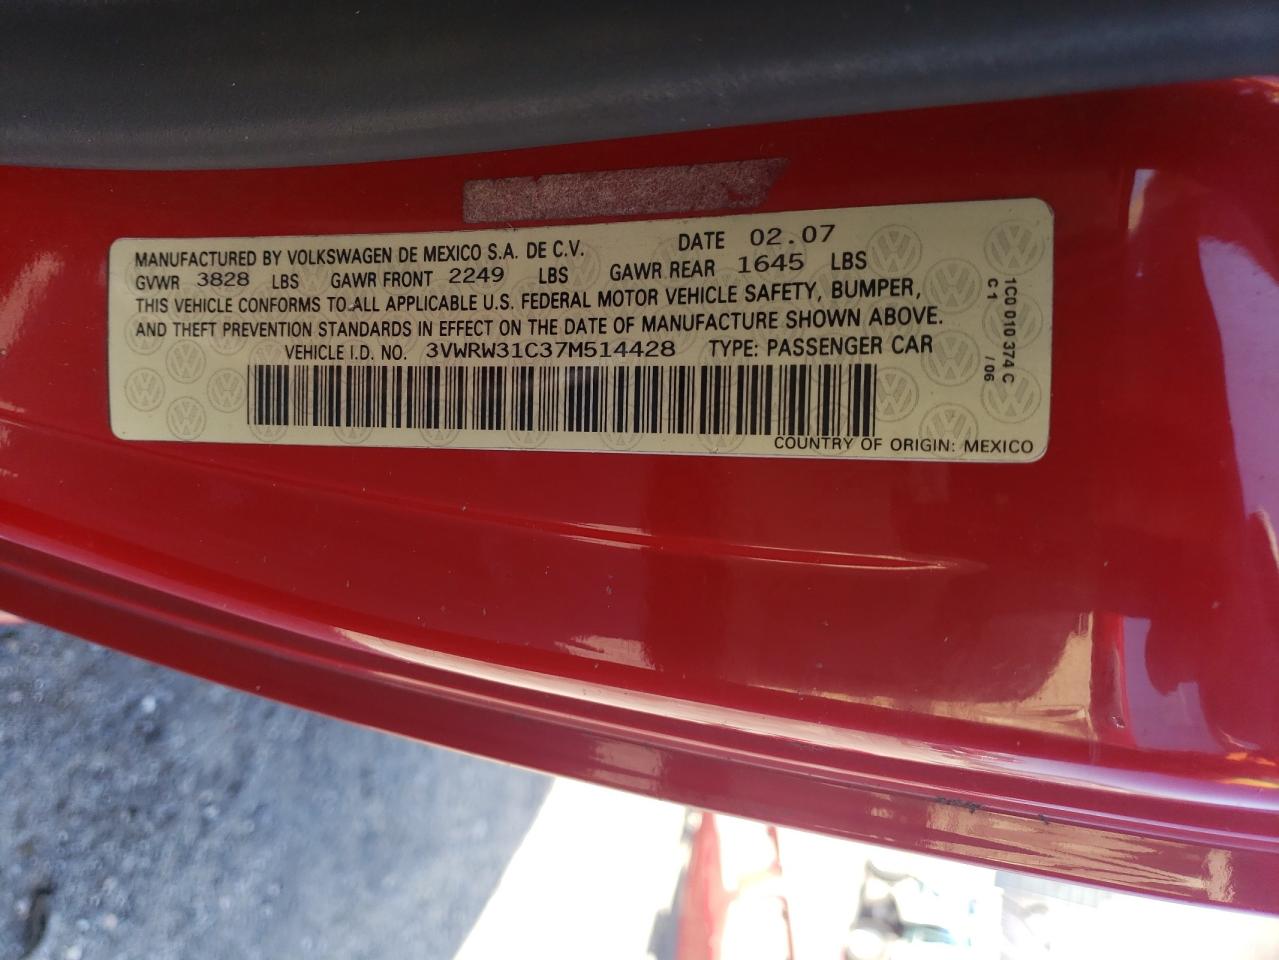 MANUFACTURED BY VOLKSWAGEN DE MEXICO S.A. DE C.V. DATE 02.07
GVWR 3828 LBS GAWR FRONT 2249 LBS GAWR REAR 1645 LBS
THIS VEHICLE CONFORMS TO ALL APPLICABLE U.S. FEDERAL MOTOR VEHICLE SAFETY, BUMPER,
AND THEFT PREVENTION STANDARDS IN EFFECT ON THE DATE OF MANUFACTURE SHOWN ABOVE.
VEHICLE I.D. NO. 3VWRW31C37M514428 TYPE: PASSENGER CAR
COUNTRY OF ORIGIN: MEXICO
1C0 010 374 C
C1 /06